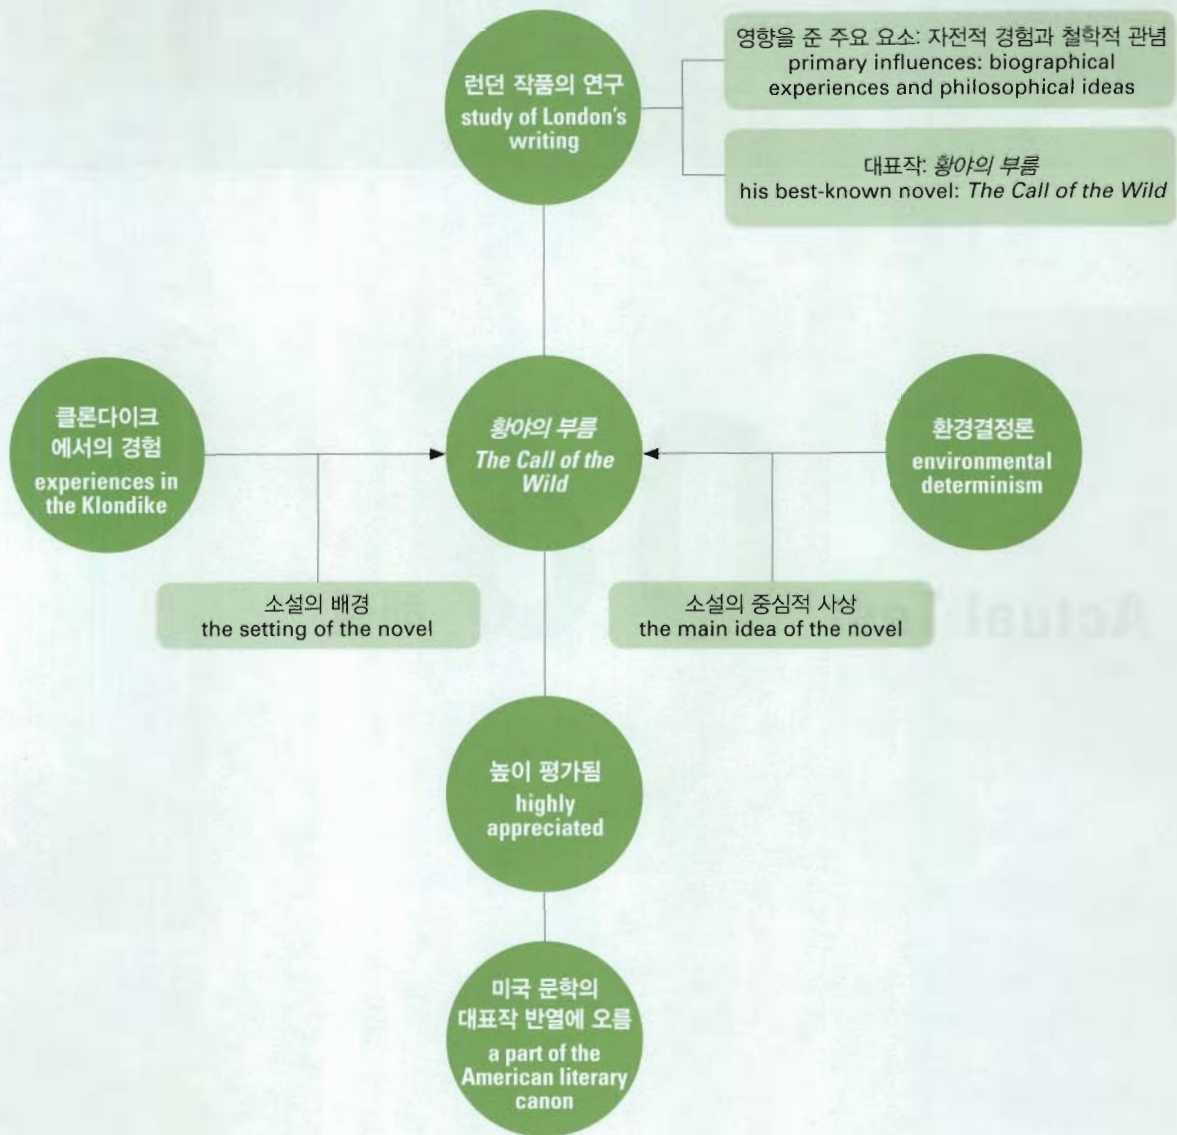 영향을 준 주요 요소: 자전적 경험과 철학적 관념
primary influences: biographical
experiences and philosophical ideas
런던 작품의 연구
study of London's
writing
대표작: 황야의 부름
his best-known novel: The Call of the Wild
클론다이크
에서의 경험
experiences in
the Klondike
황야의 부름
The Call of the
Wild
환경결정론
environmental
determinism
소설의 배경
the setting of the novel
소설의 중심적 사상
the main idea of the novel
높이 평가됨
highly
appreciated
미국 문학의
대표작 반열에 오름
a part of the
American literary
canon